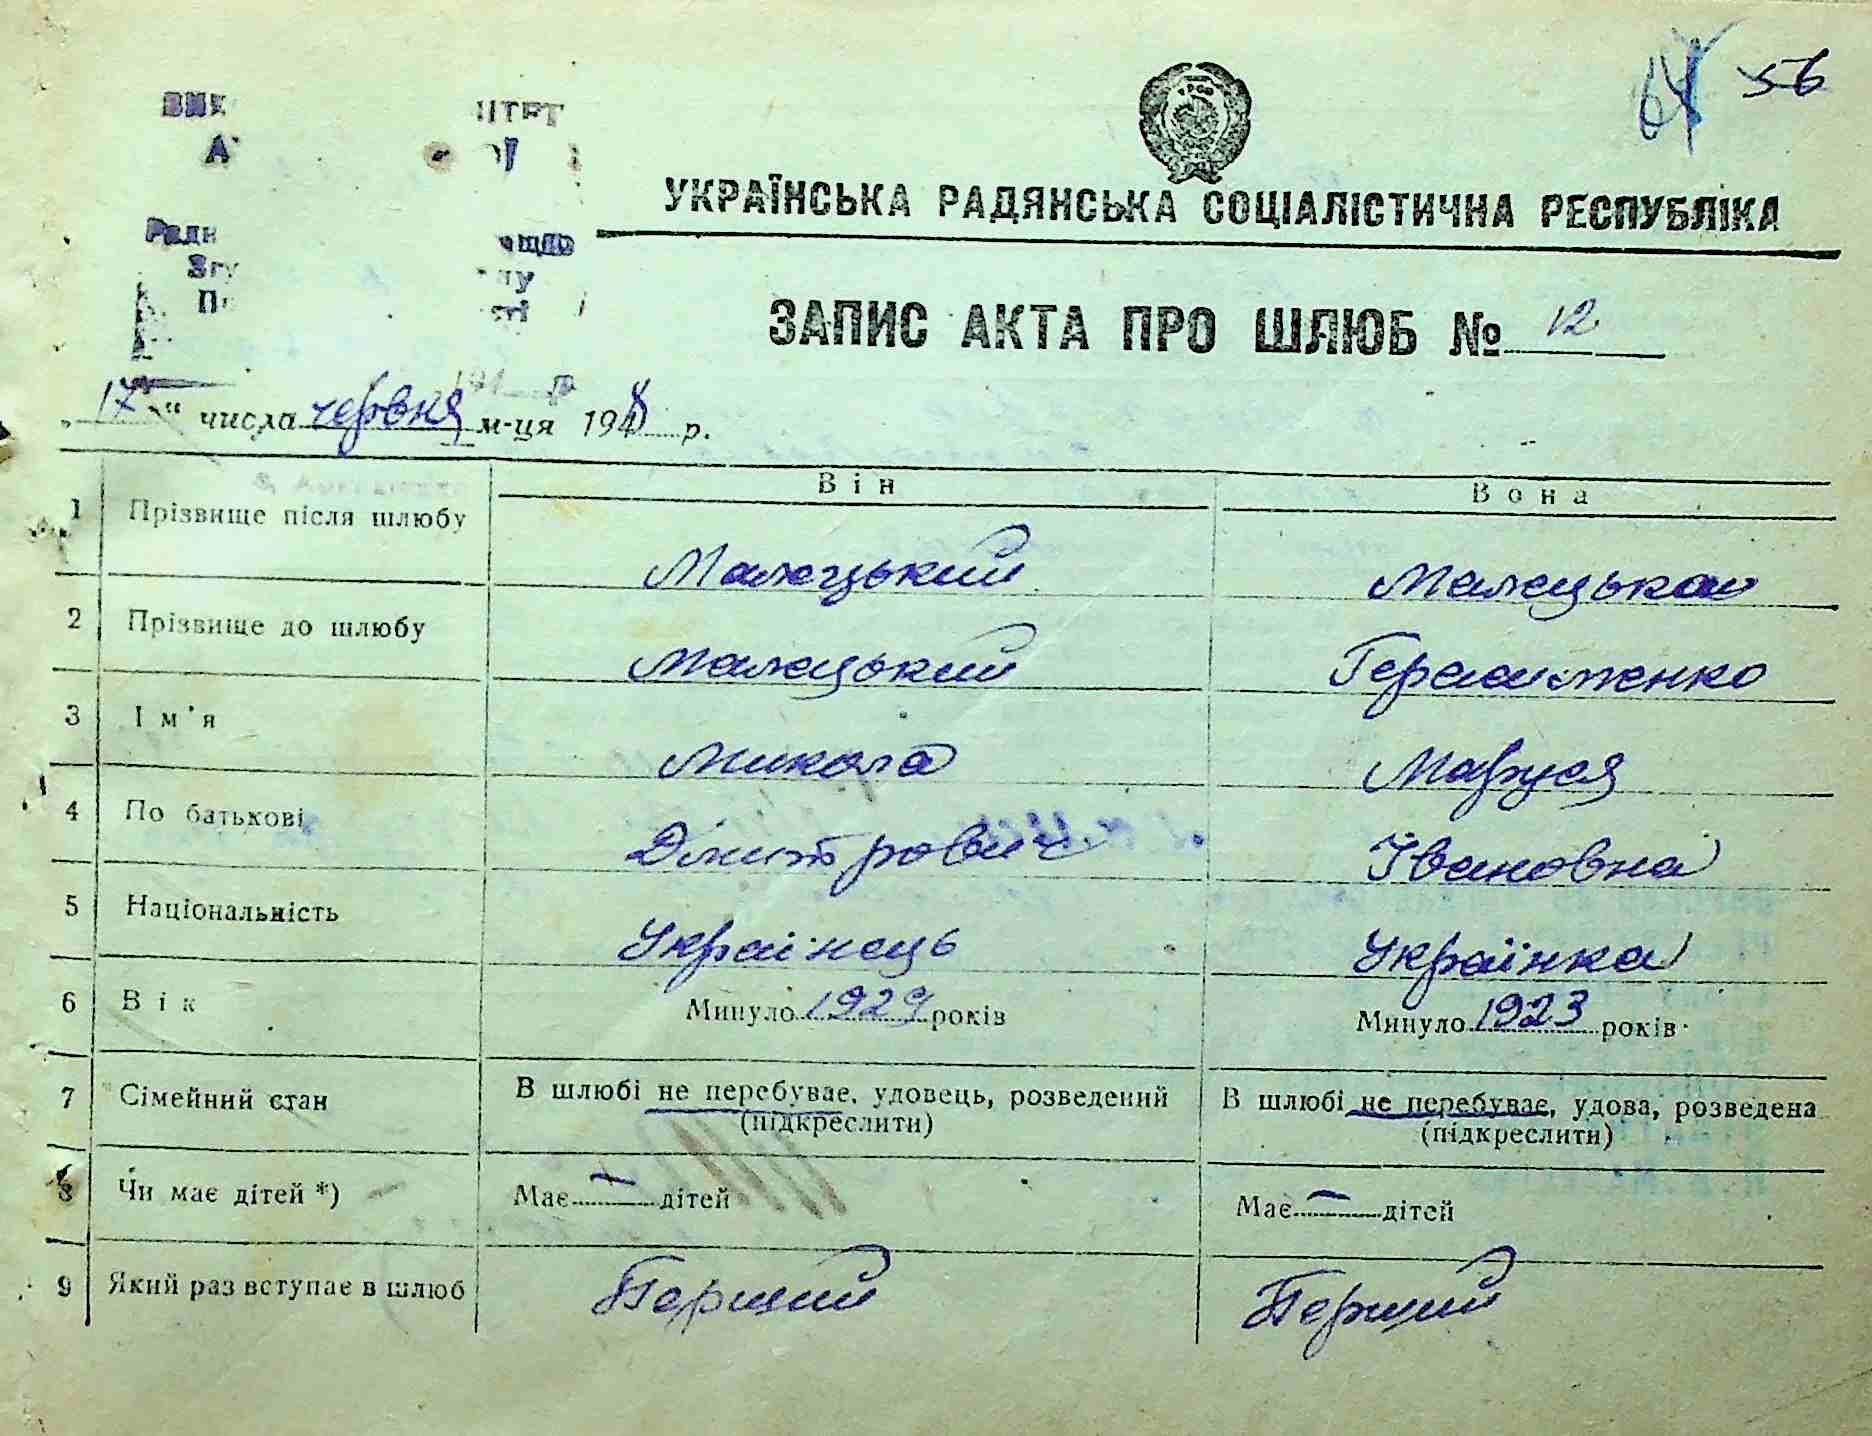 64 56
УКРАЇНСЬКА РАДЯНСЬКА СОЦІАЛІСТИЧНА РЕСПУБЛІКА
ЗАПИС АКТА ПРО ШЛЮБ № 12
„17“ числа червня м-ця 1948 р.
Він Вона
1 Прізвище після шлюбу Малецький Малецька
2 Прізвище до шлюбу Малецький Герасименко
3 Ім'я Микола Маруся
4 По батькові Дмитрович Івановна
5 Національність Українець Українка
6 Вік Минуло 1929 років Минуло 1923 років
7 Сімейний стан В шлюбі не перебуває, удовець, розведений В шлюбі не перебуває, удова, розведена
(підкреслити) (підкреслити)
8 Чи має дітей *) Має — дітей Має — дітей
9 Який раз вступає в шлюб Перший Перший